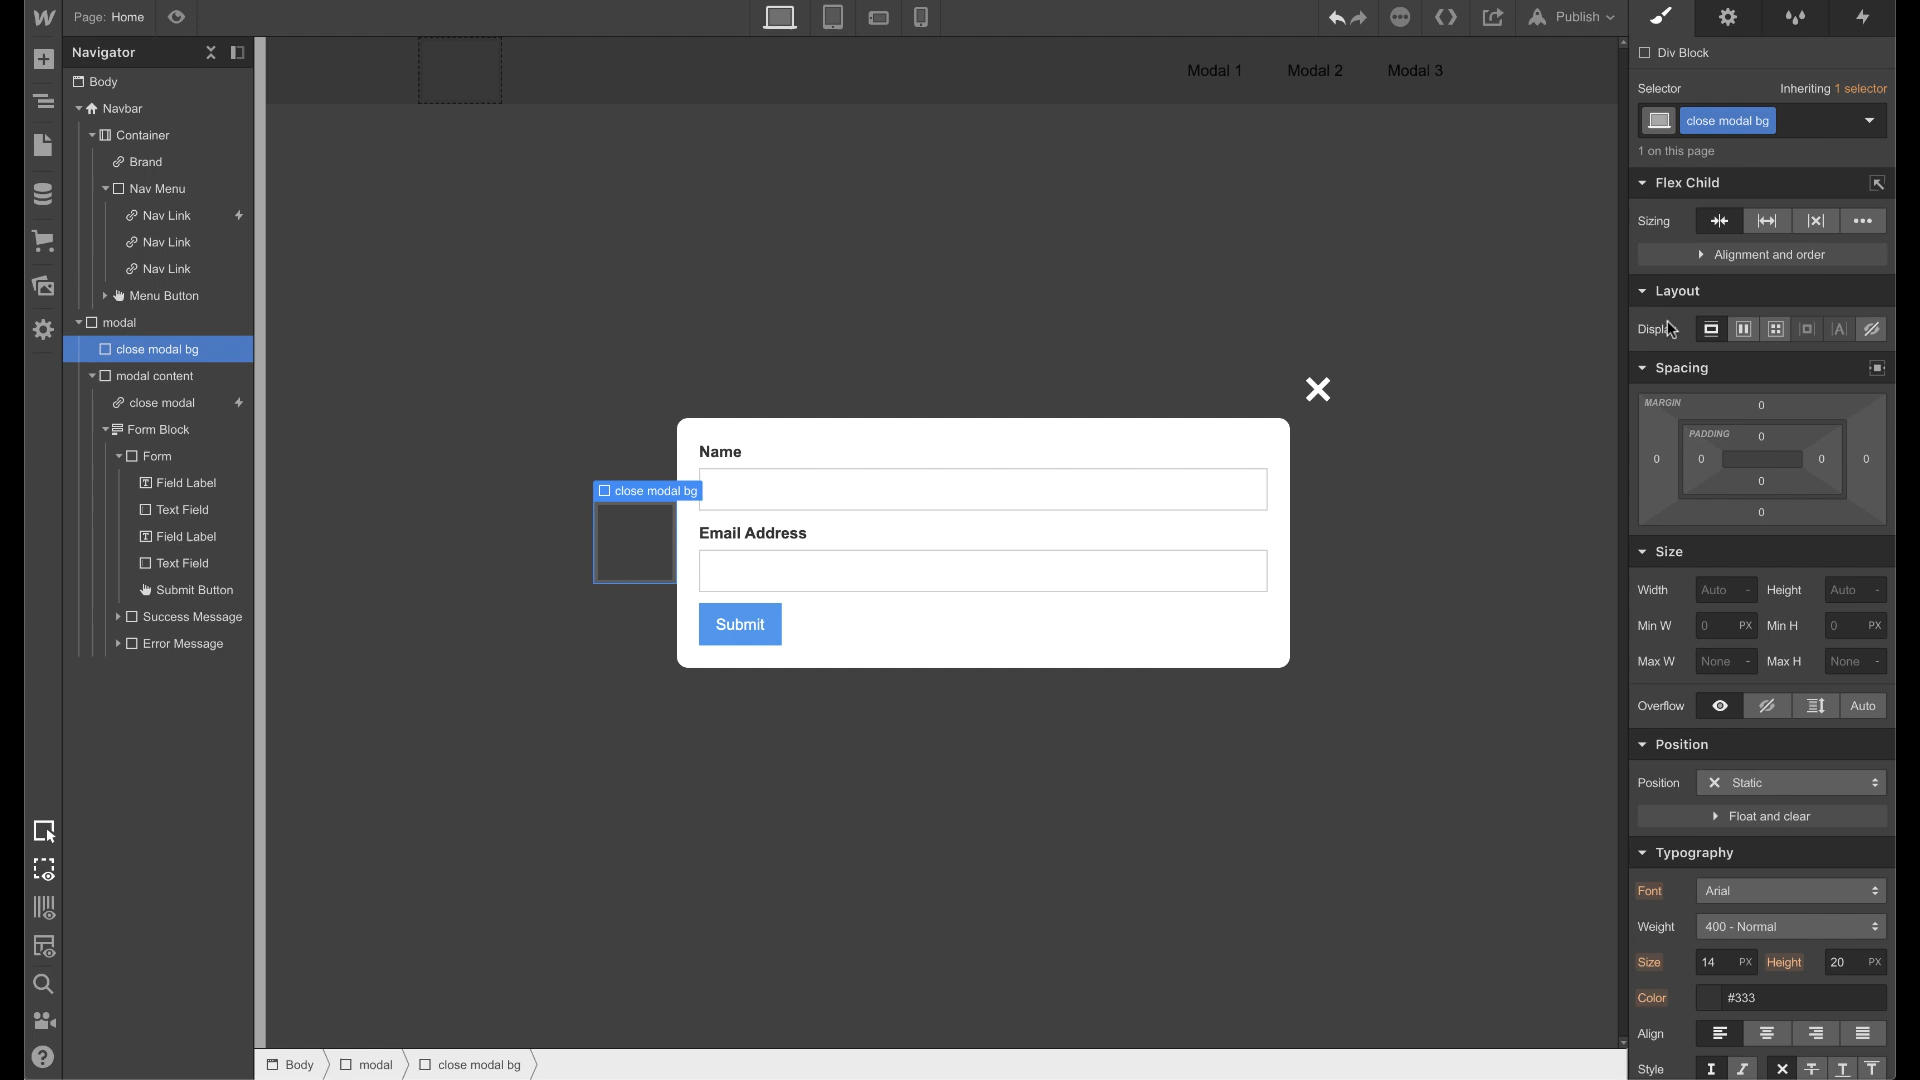 Page: Home
Publish
Navigator
Body
Navbar
Container
Brand
Nav Menu
Nav Link
Nav Link
Nav Link
Menu Button
modal
close modal bg
modal content
close modal
Form Block
Form
Field Label
Text Field
Field Label
Text Field
Submit Button
Success Message
Error Message
Modal 1
Modal 2
Modal 3
Name
close modal bg
Email Address
Submit
Body
modal
close modal bg
Div Block
Selector
Inheriting 1 selector
close modal bg
1 on this page
Flex Child
Sizing
Alignment and order
Layout
Display
Spacing
MARGIN
0
PADDING
0
0 0 0 0
0
0
Size
Width Auto - Height Auto -
Min W 0 PX Min H 0 PX
Max W None - Max H None -
Overflow Auto
Position
Position Static
Float and clear
Typography
Font Arial
Weight 400 - Normal
Size 14 PX Height 20 PX
Color #333
Align
Style